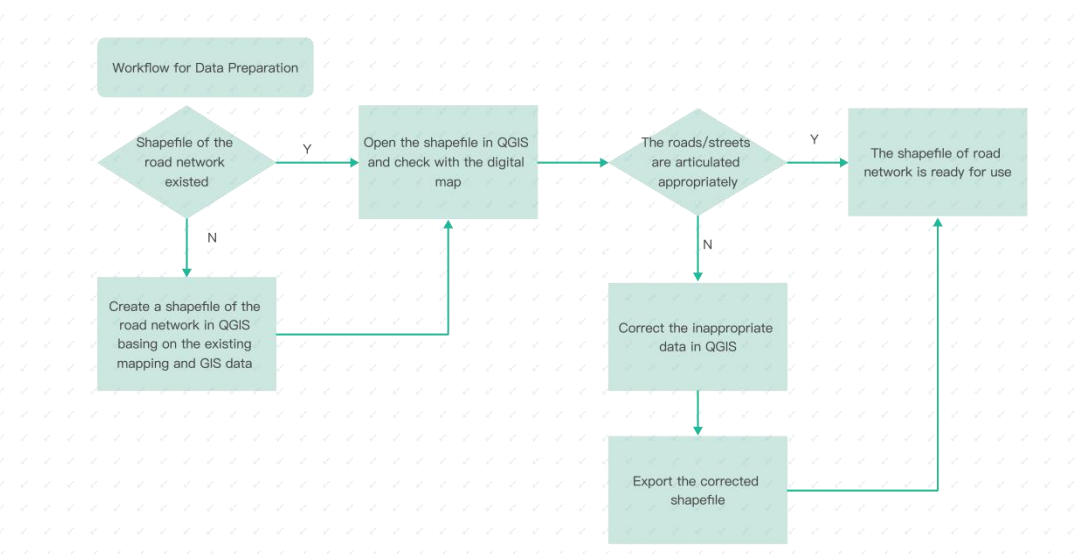 Workflow for Data Preparation
Shapefile of the
road network
existed
Y
Open the shapefile in QGIS
and check with the digital
map
The roads/streets
are articulated
appropriately
Y
The shapefile of road
network is ready for use
N
N
Create a shapefile of the
road network in QGIS
basing on the existing
mapping and GIS data
Correct the inappropriate
data in QGIS
Export the corrected
shapefile